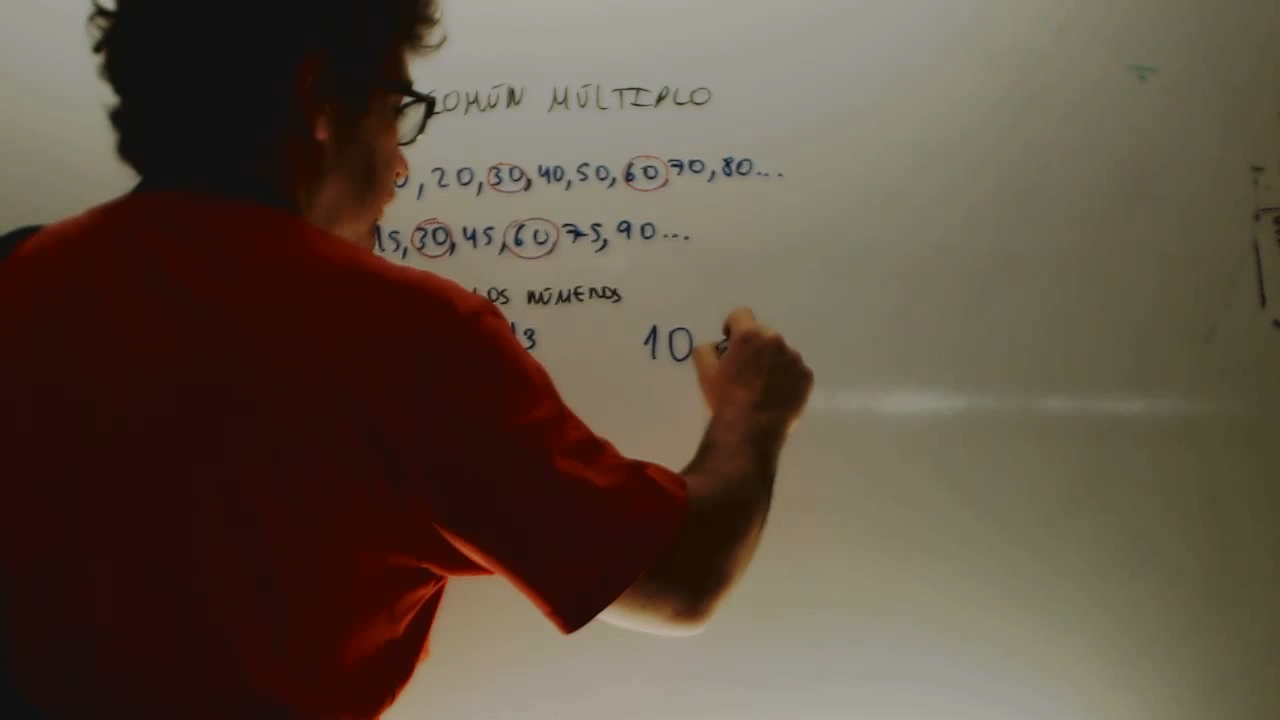 COMÚN MÚLTIPLO
0, 20, 30, 40, 50, 60, 70, 80...
15, 30, 45, 60, 75, 90...
LOS NÚMEROS
3 10